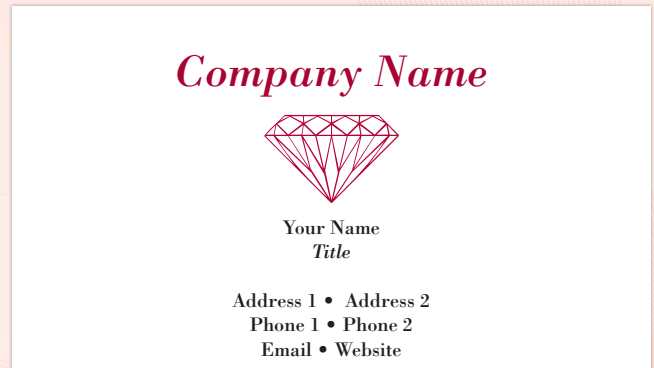 Company Name
Your Name
Title
Address 1 • Address 2
Phone 1 • Phone 2
Email • Website